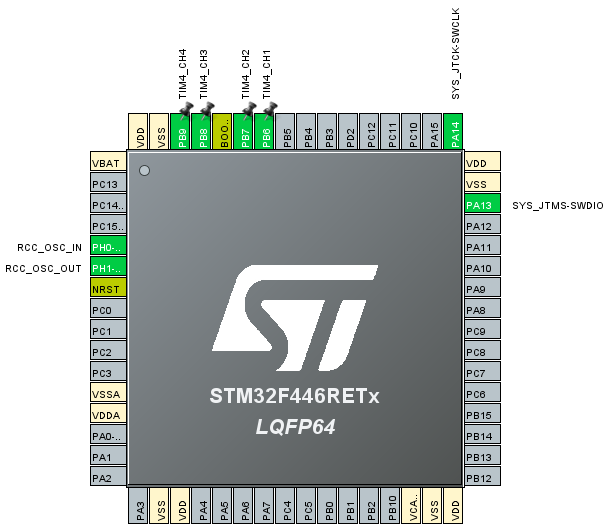 TIM4_CH4
TIM4_CH3
TIM4_CH2
TIM4_CH1
SYS_JTCK-SWCLK
VDD
VSS
PB9
PB8
BOO..
PB7
PB6
PB5
PB4
PB3
PD2
PC12
PC11
PC10
PA15
PA14
VBAT
PC13
PC14..
PC15..
RCC_OSC_IN
PH0-..
RCC_OSC_OUT
PH1-..
NRST
PC0
PC1
PC2
PC3
VSSA
VDDA
PA0-..
PA1
PA2
VDD
VSS
PA13
SYS_JTMS-SWDIO
PA12
PA11
PA10
PA9
PA8
PC9
PC8
PC7
PC6
PB15
PB14
PB13
PB12
ST
STM32F446RETx
LQFP64
PA3
VSS
VDD
PA4
PA5
PA6
PA7
PC4
PC5
PB0
PB1
PB2
PB10
VCA..
VSS
VDD